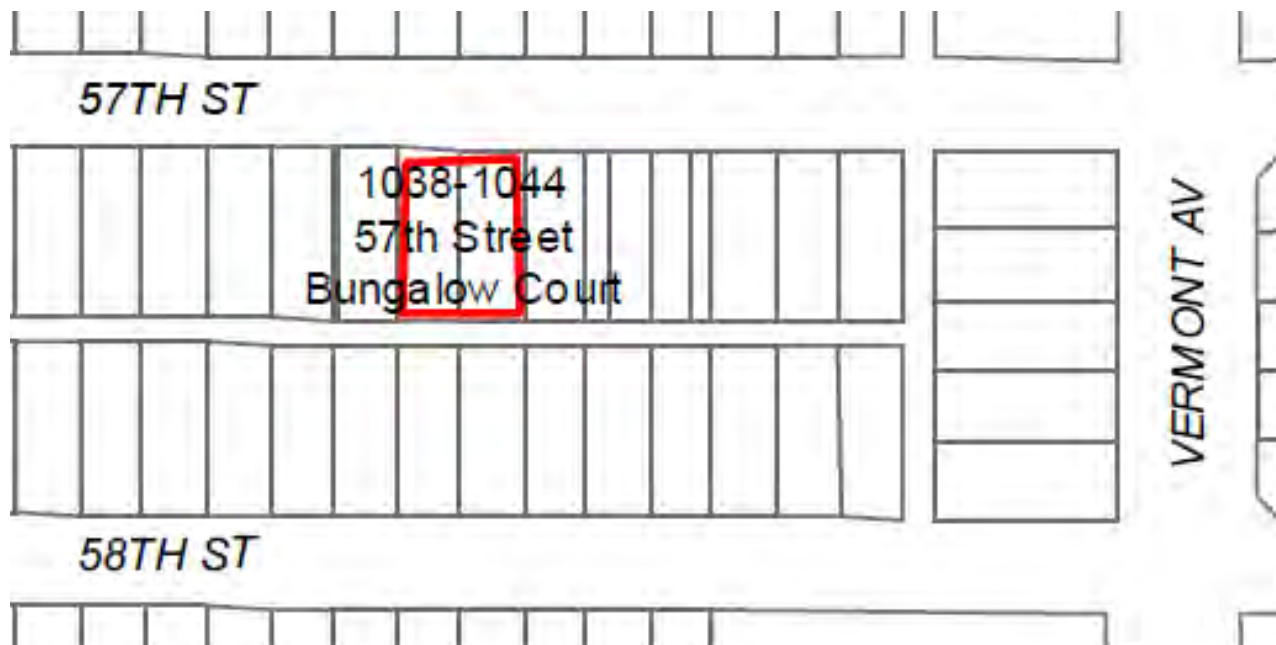 57TH ST
1038-1044
57th Street
Bungalow Court
VERMONT AV
58TH ST